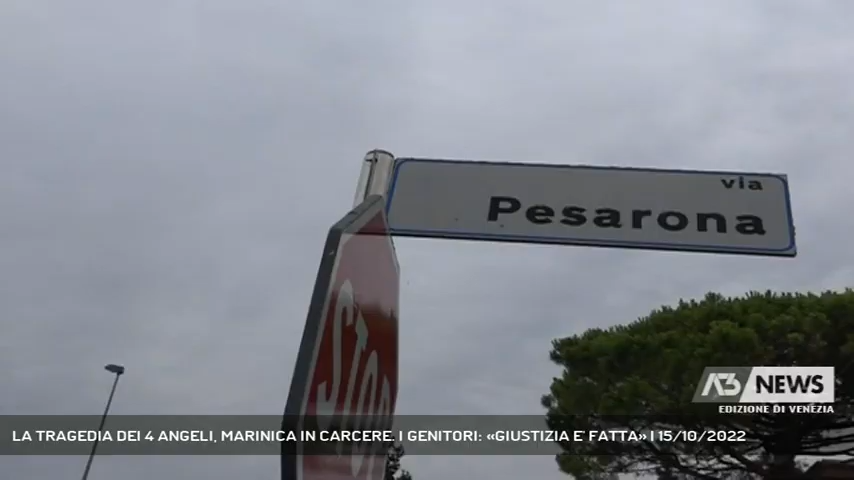 via
Pesarona
STOP
A3 NEWS
EDIZIONE DI VENEZIA
LA TRAGEDIA DEI 4 ANGELI, MARINICA IN CARCERE. I GENITORI: «GIUSTIZIA E' FATTA» | 15/10/2022